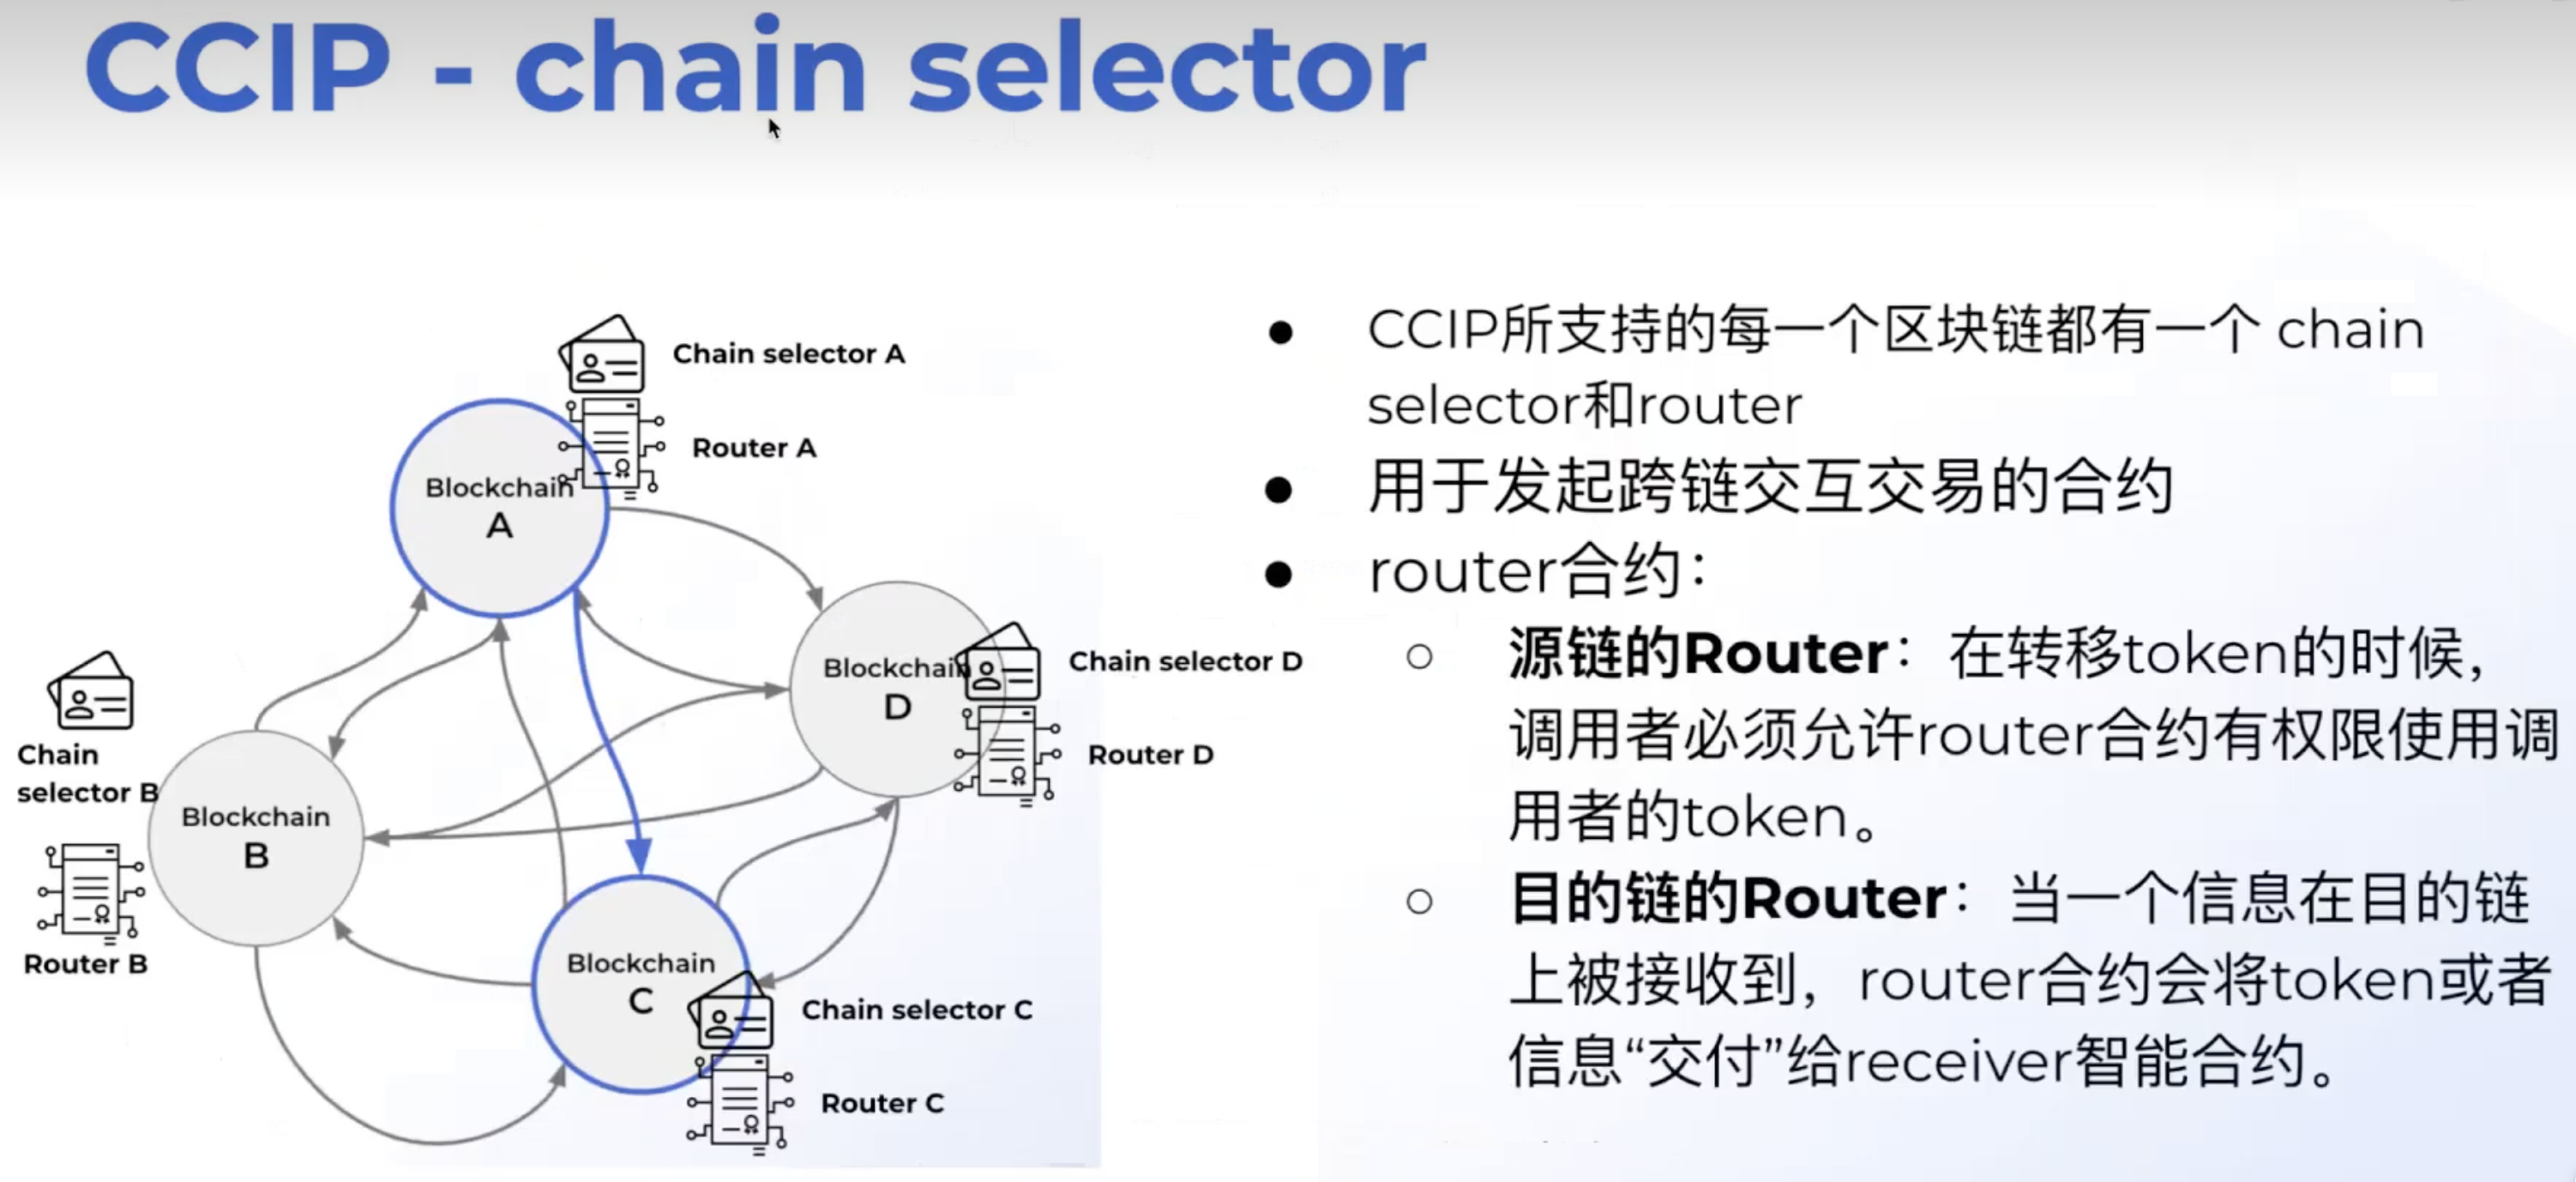 CCIP - chain selector
Chain selector A
Router A
Blockchain
A
Blockchain
D
Chain selector D
Router D
Chain
selector B
Blockchain
B
Router B
Blockchain
C
Chain selector C
Router C
● CCIP所支持的每一个区块链都有一个 chain
selector和router
● 用于发起跨链交互交易的合约
● router合约：
○ 源链的Router：在转移token的时候，
调用者必须允许router合约有权限使用调
用者的token。
○ 目的链的Router：当一个信息在目的链
上被接收到，router合约会将token或者
信息“交付”给receiver智能合约。